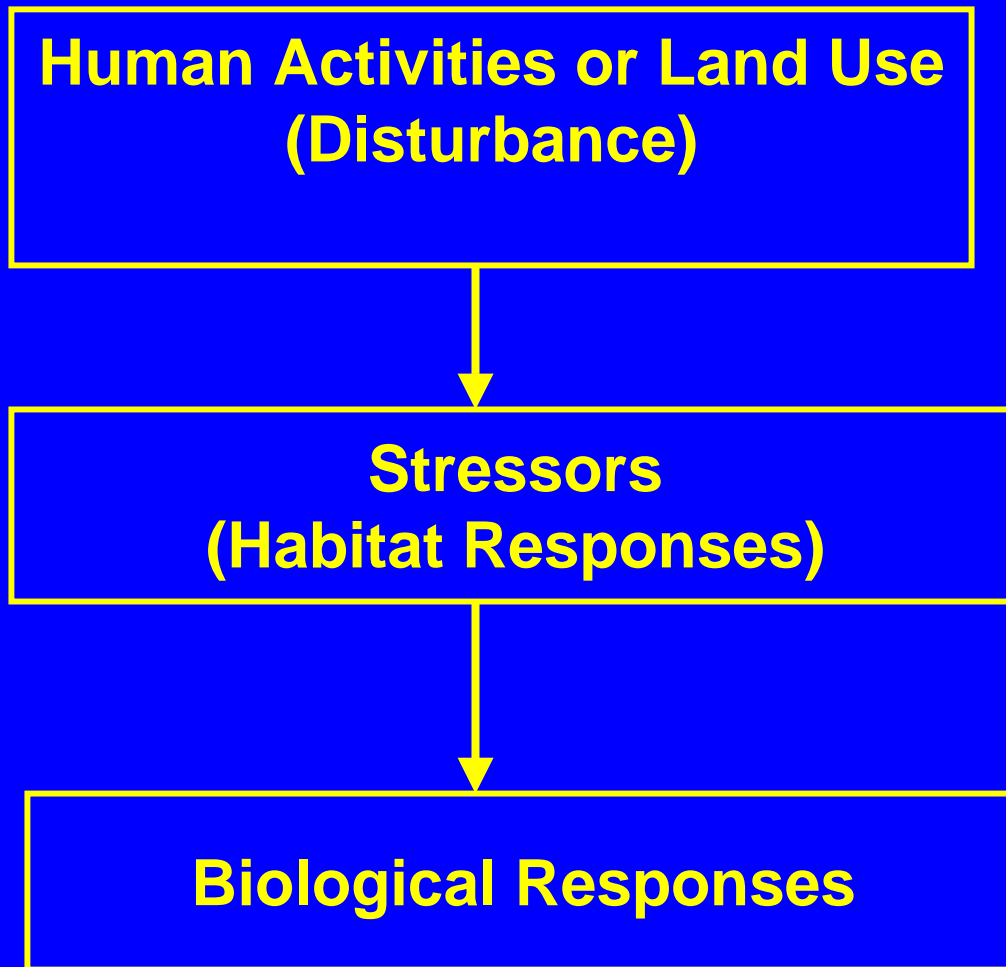 Human Activities or Land Use
(Disturbance)
Stressors
(Habitat Responses)
Biological Responses